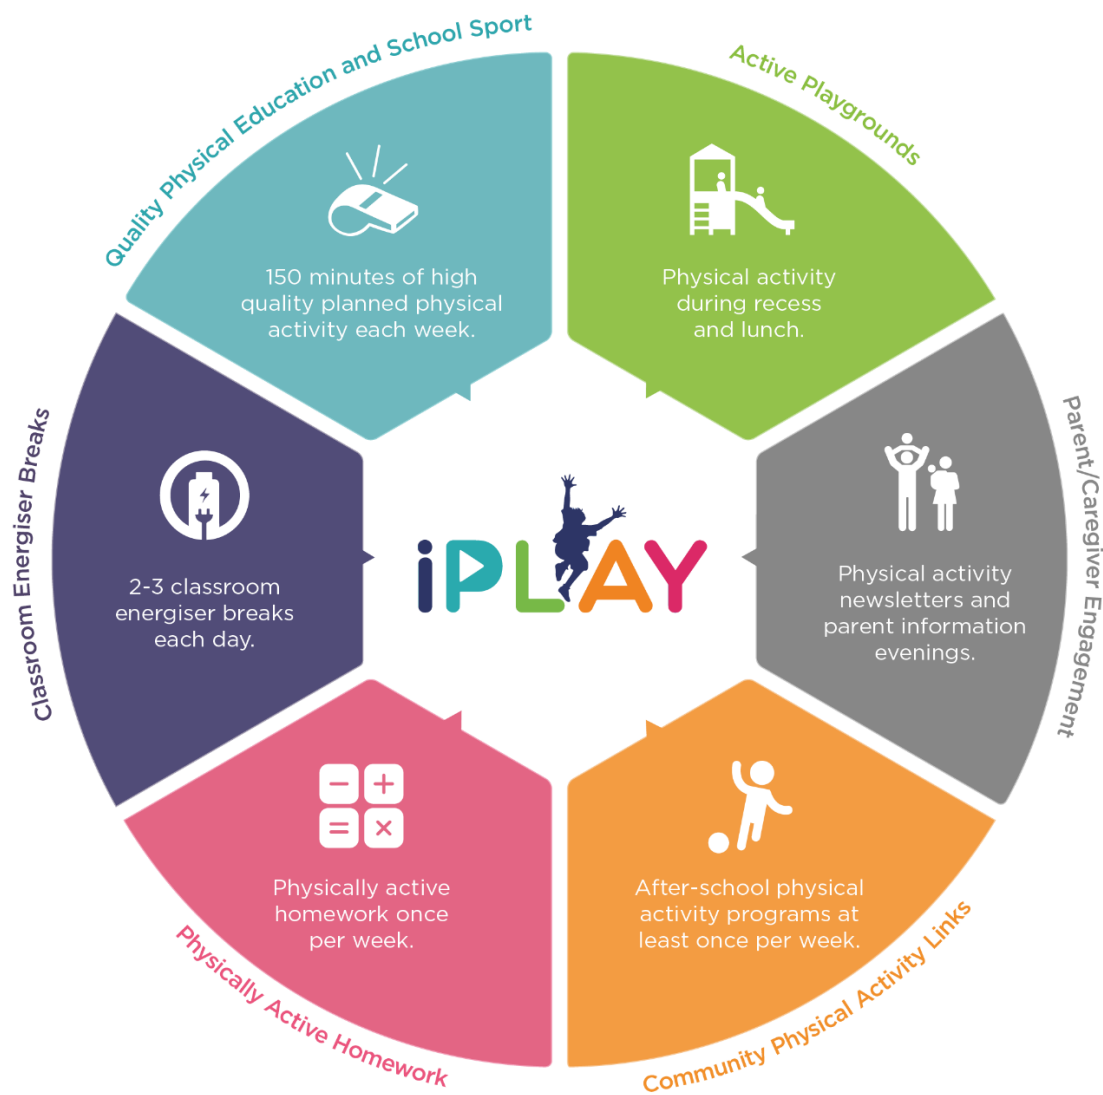 Quality Physical Education and School Sport
150 minutes of high
quality planned physical
activity each week.
Active Playgrounds
Physical activity
during recess
and lunch.
Parent/Caregiver Engagement
Physical activity
newsletters and
parent information
evenings.
Community Physical Activity Links
After-school physical
activity programs at
least once per week.
Physically Active Homework
Physically active
homework once
per week.
Classroom Energiser Breaks
2-3 classroom
energiser breaks
each day.
iPLAY